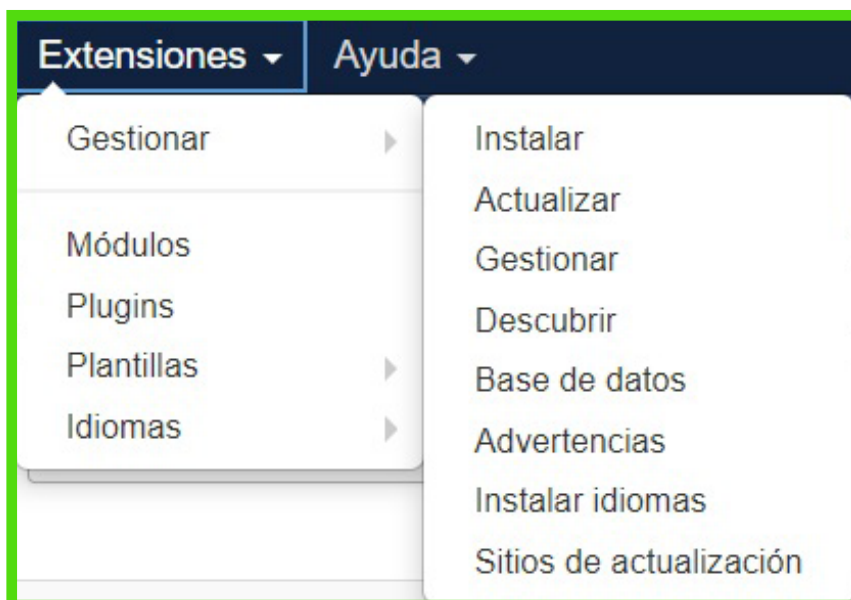 Extensiones
Ayuda
Gestionar
Módulos
Plugins
Plantillas
Idiomas
Instalar
Actualizar
Gestionar
Descubrir
Base de datos
Advertencias
Instalar idiomas
Sitios de actualización